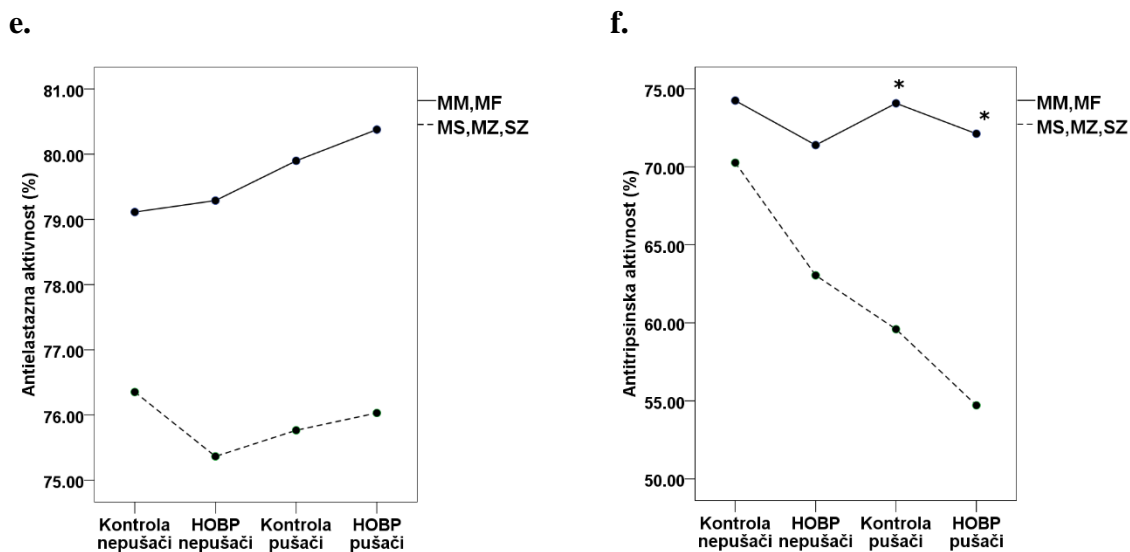 e.
Antielastazna aktivnost (%)
81.00
80.00
79.00
78.00
77.00
76.00
75.00
Kontrola nepušači
HOBP nepušači
Kontrola pušači
HOBP pušači
MM,MF
MS,MZ,SZ
f.
Antitripsinska aktivnost (%)
75.00
70.00
65.00
60.00
55.00
50.00
*
*
Kontrola nepušači
HOBP nepušači
Kontrola pušači
HOBP pušači
MM,MF
MS,MZ,SZ